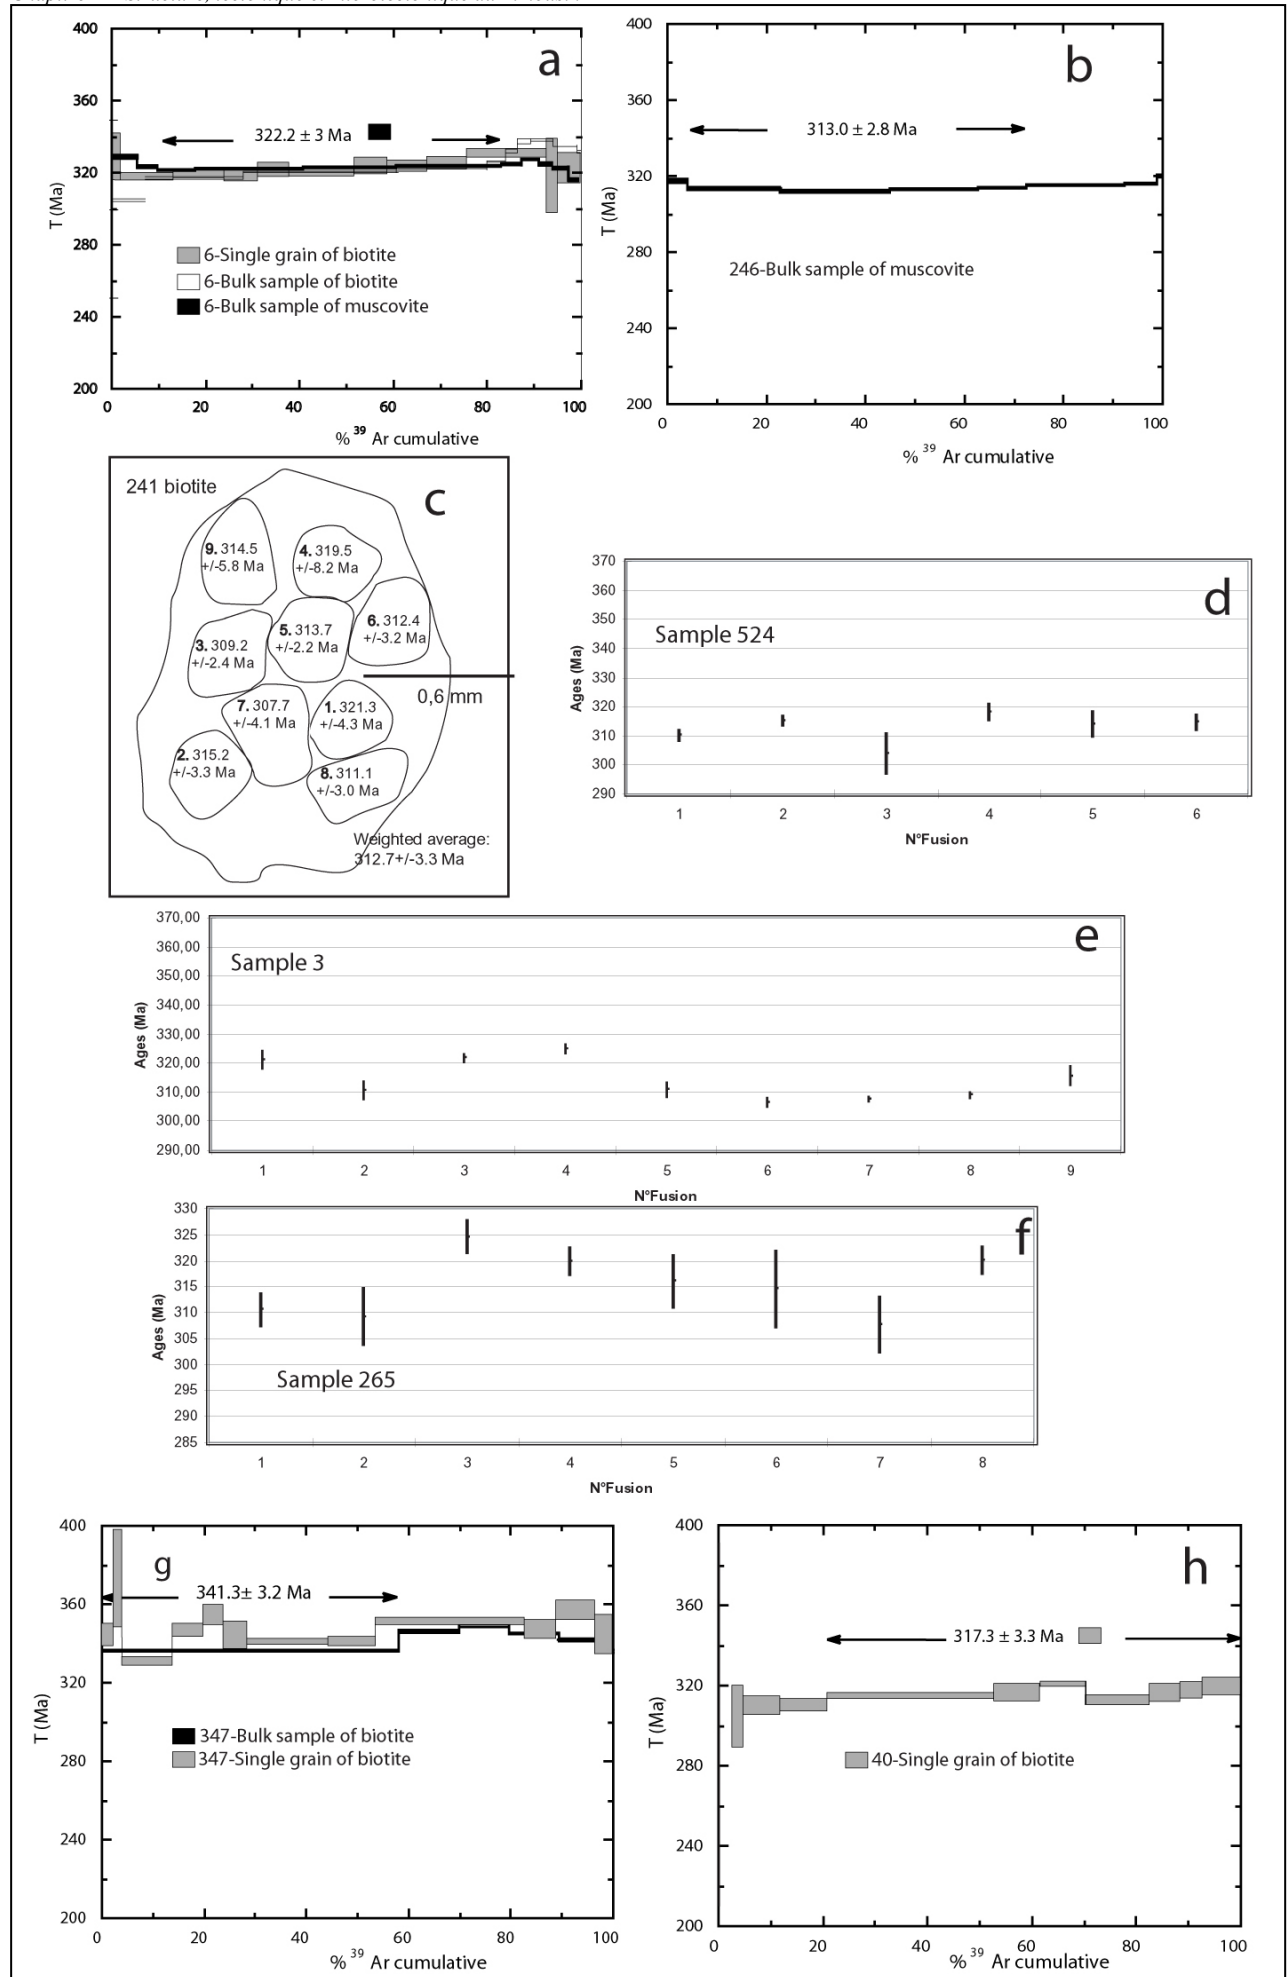 400
360
320
280
240
200
T (Ma)
a
322.2 ± 3 Ma
6-Single grain of biotite
6-Bulk sample of biotite
6-Bulk sample of muscovite
0 20 40 60 80 100
% 39 Ar cumulative
400
360
320
280
240
200
T (Ma)
b
313.0 ± 2.8 Ma
246-Bulk sample of muscovite
0 20 40 60 80 100
% 39 Ar cumulative
241 biotite
c
9. 314.5
+/-5.8 Ma
4. 319.5
+/-8.2 Ma
6. 312.4
+/-3.2 Ma
5. 313.7
+/-2.2 Ma
3. 309.2
+/-2.4 Ma
0,6 mm
7. 307.7
+/-4.1 Ma
1. 321.3
+/-4.3 Ma
2. 315.2
+/-3.3 Ma
8. 311.1
+/-3.0 Ma
Weighted average:
312.7+/-3.3 Ma
370
360
350
340
330
320
310
300
290
Ages (Ma)
d
Sample 524
1 2 3 4 5 6
N°Fusion
370,00
360,00
350,00
340,00
330,00
320,00
310,00
300,00
290,00
Ages (Ma)
e
Sample 3
1 2 3 4 5 6 7 8 9
N°Fusion
330
325
320
315
310
305
300
295
290
285
Ages (Ma)
f
Sample 265
1 2 3 4 5 6 7 8
N°Fusion
400
360
320
280
240
200
T (Ma)
g
341.3± 3.2 Ma
347-Bulk sample of biotite
347-Single grain of biotite
0 20 40 60 80 100
% 39 Ar cumulative
400
360
320
280
240
200
T (Ma)
h
317.3 ± 3.3 Ma
40-Single grain of biotite
0 20 40 60 80 100
% 39 Ar cumulative